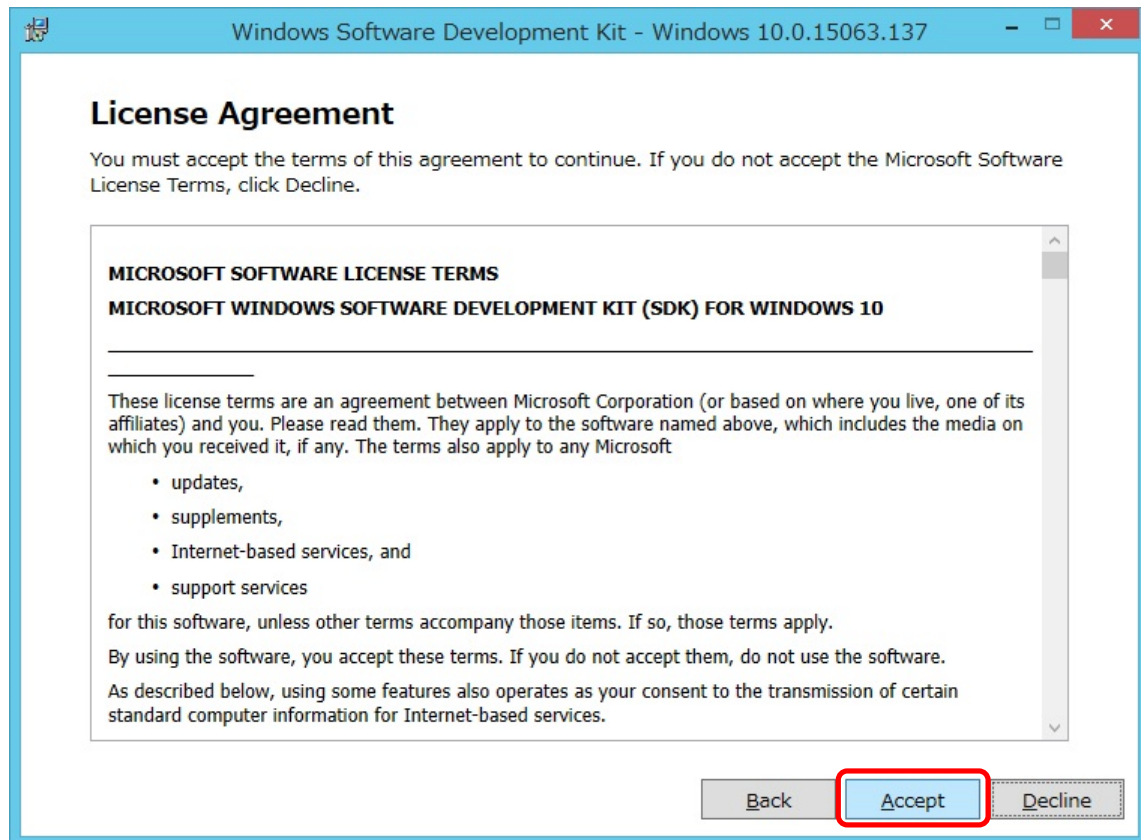 Windows Software Development Kit - Windows 10.0.15063.137
License Agreement
You must accept the terms of this agreement to continue. If you do not accept the Microsoft Software
License Terms, click Decline.
MICROSOFT SOFTWARE LICENSE TERMS
MICROSOFT WINDOWS SOFTWARE DEVELOPMENT KIT (SDK) FOR WINDOWS 10
These license terms are an agreement between Microsoft Corporation (or based on where you live, one of its
affiliates) and you. Please read them. They apply to the software named above, which includes the media on
which you received it, if any. The terms also apply to any Microsoft
• updates,
• supplements,
• Internet-based services, and
• support services
for this software, unless other terms accompany those items. If so, those terms apply.
By using the software, you accept these terms. If you do not accept them, do not use the software.
As described below, using some features also operates as your consent to the transmission of certain
standard computer information for Internet-based services.
Back Accept Decline